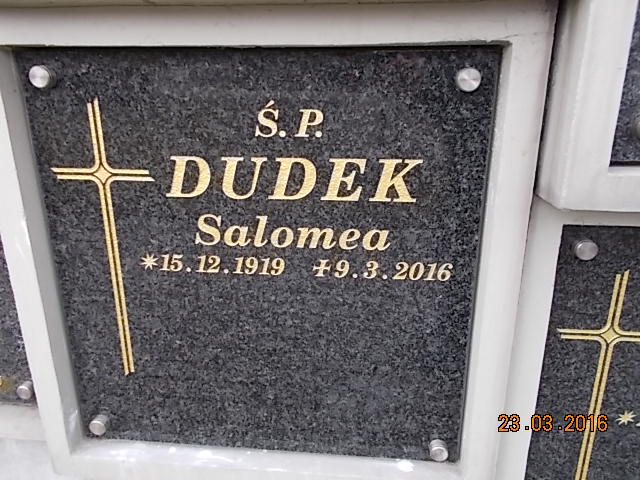 Ś. P.
DUDEK
Salomea
*15.12.1919 ✝9.3.2016
23.03.2016